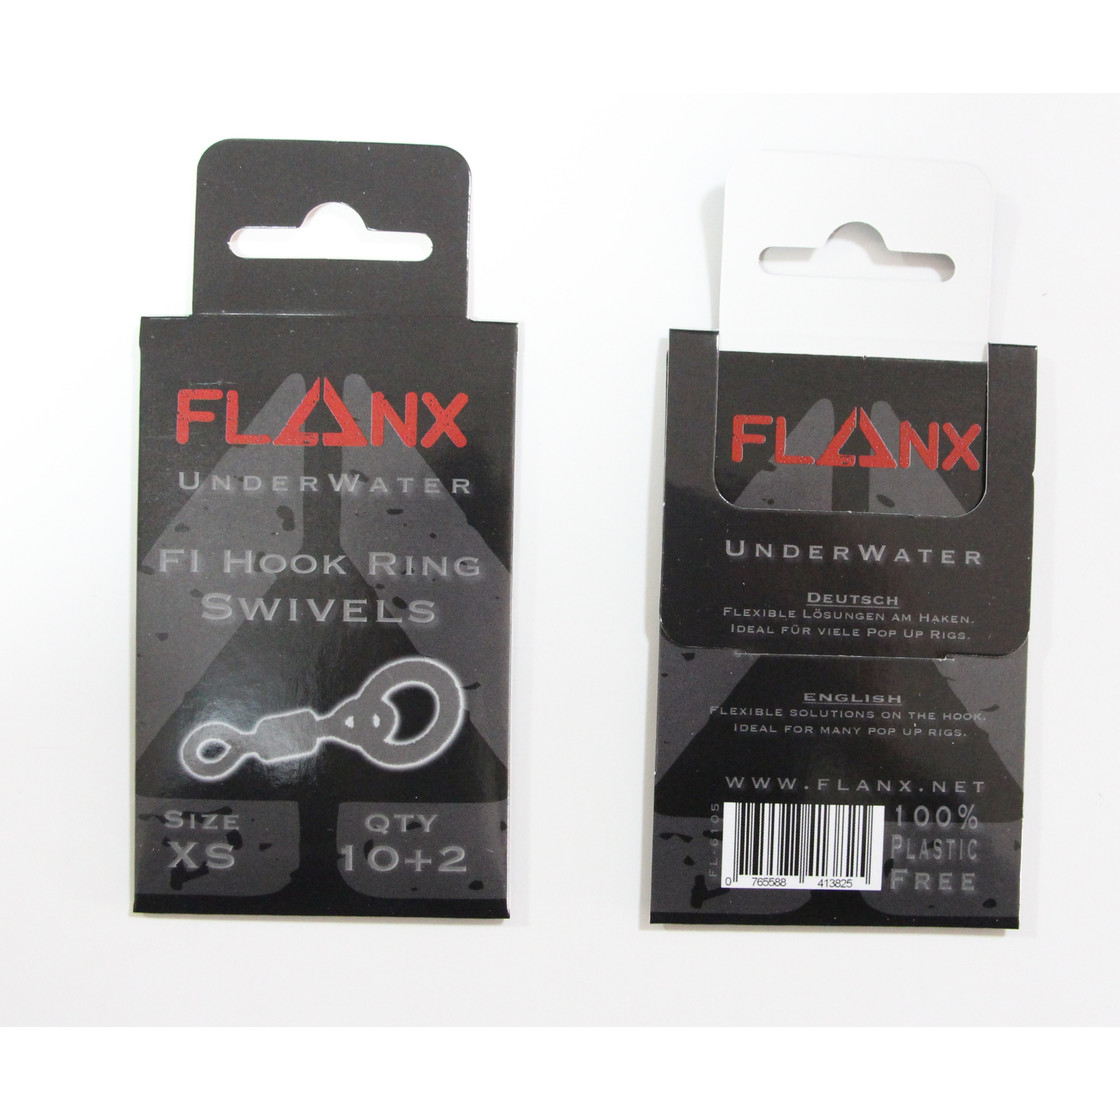 FLANX
UNDERWATER
FI HOOK RING
SWIVELS
SIZE
XS
QTY
10+2
FLANX
UNDERWATER
DEUTSCH
FLEXIBLE LÖSUNGEN AM HAKEN.
IDEAL FÜR VIELE POP UP RIGS.
ENGLISH
FLEXIBLE SOLUTIONS ON THE HOOK.
IDEAL FOR MANY POP UP RIGS.
WWW.FLANX.NET
FL-6105
0 765588 413825
100%
PLASTIC
FREE